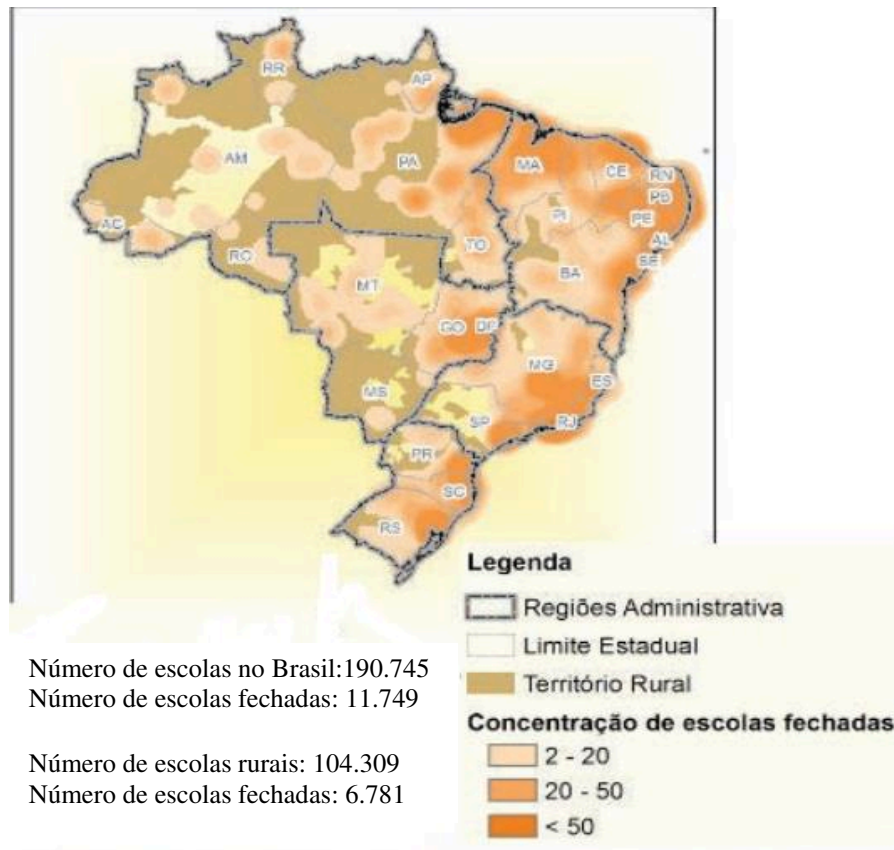 RR
AP
AM
PA
MA
CE
RN
PB
PE
PI
AL
SE
AC
RO
TO
BA
MT
GO DF
MG
ES
MS
SP
RJ
PR
SC
RS
Legenda
Regiões Administrativa
Limite Estadual
Território Rural
Concentração de escolas fechadas
2 - 20
20 - 50
< 50
Número de escolas no Brasil:190.745
Número de escolas fechadas: 11.749
Número de escolas rurais: 104.309
Número de escolas fechadas: 6.781